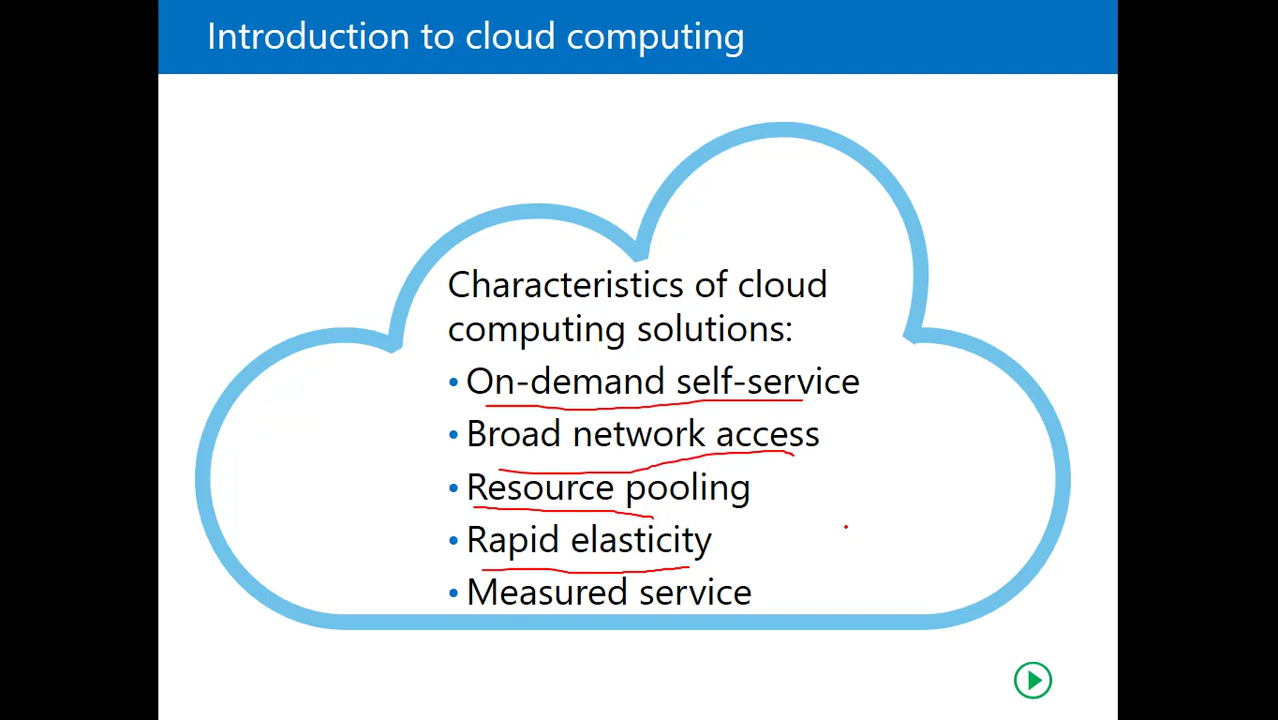 Introduction to cloud computing
Characteristics of cloud
computing solutions:
• On-demand self-service
• Broad network access
• Resource pooling
• Rapid elasticity
• Measured service